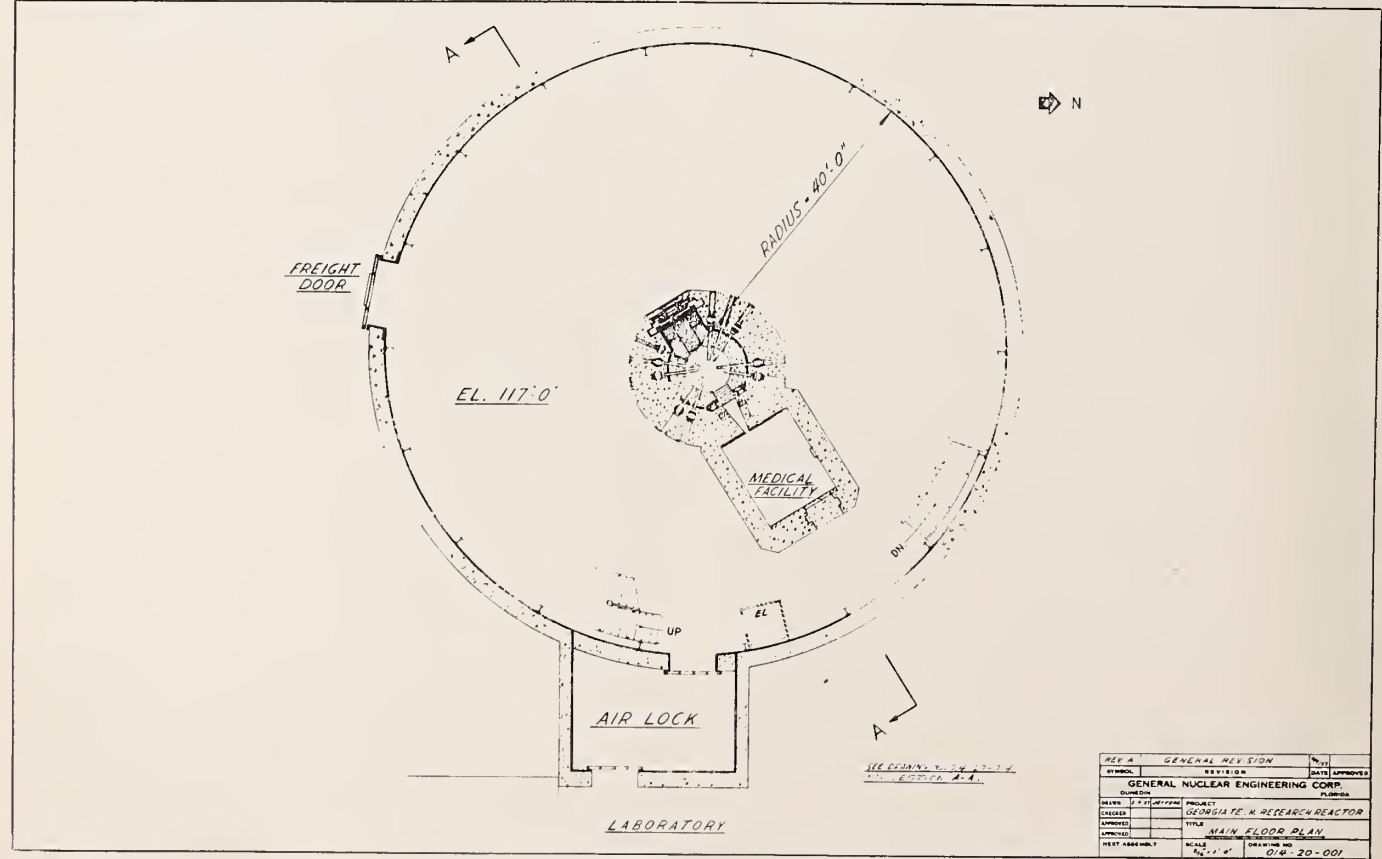 A
N
RADIUS - 40'-0"
FREIGHT
DOOR
EL. 117'-0'
MEDICAL
FACILITY
DN
EL
UP
AIR LOCK
A
SEE
A-A
LABORATORY
REV A GENERAL REVISION
SYMBOL REVISION DATE APPROVED
GENERAL NUCLEAR ENGINEERING CORP.
DUNEDIN FLORIDA
DRAWN PROJECT
CHECKED GEORGIA TECH. RESEARCH REACTOR
APPROVED TITLE
APPROVED MAIN FLOOR PLAN
NEXT ASSEMBLY SCALE DRAWING NO
014-20-001